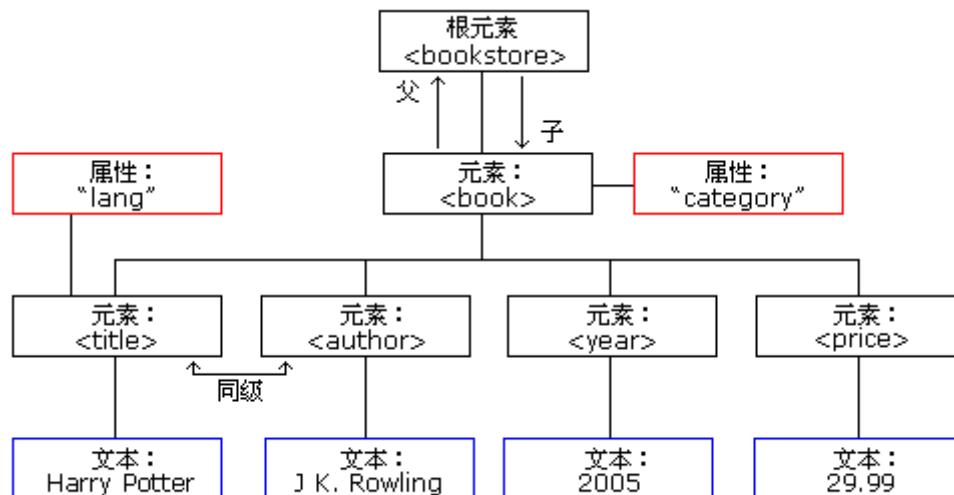 根元素
<bookstore>
父
子
属性：
"lang"
元素：
<book>
属性：
"category"
元素：
<title>
元素：
<author>
元素：
<year>
元素：
<price>
同级
文本：
Harry Potter
文本：
J K. Rowling
文本：
2005
文本：
29.99